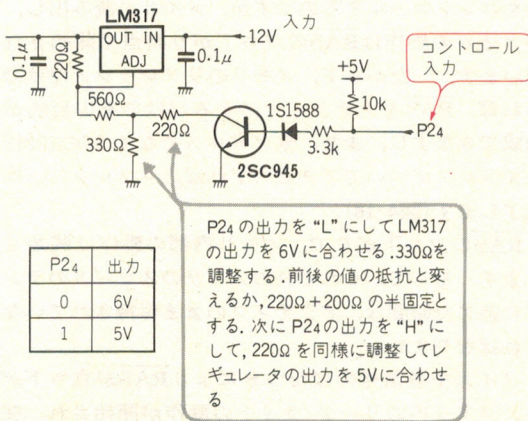 LM317
入力
OUT IN
ADJ
12V
0.1μ
220Ω
0.1μ
コントロール
入力
+5V
560Ω
220Ω
1S1588
10k
P24
330Ω
3.3k
2SC945
P24の出力を“L”にしてLM317
の出力を6Vに合わせる.330Ωを
調整する.前後の値の抵抗と変
えるか,220Ω+200Ωの半固定と
する.次にP24の出力を“H”に
して,220Ωを同様に調整してレ
ギュレータの出力を5Vに合わせ
る
P24 出力
0 6V
1 5V